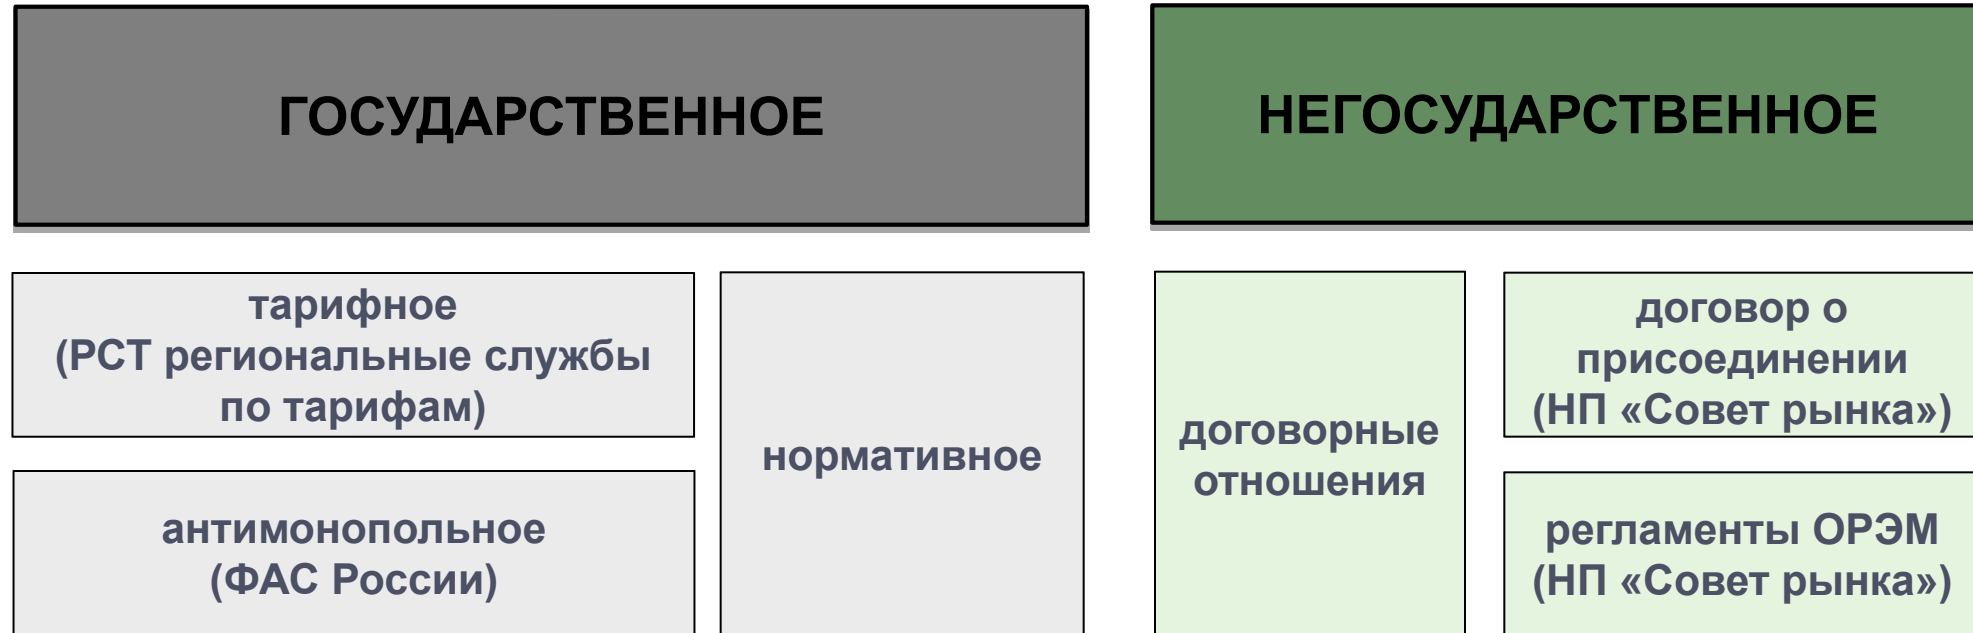 ГОСУДАРСТВЕННОЕ
тарифное
(РСТ региональные службы
по тарифам)
антимонопольное
(ФАС России)
нормативное
НЕГОСУДАРСТВЕННОЕ
договорные
отношения
договор о
присоединении
(НП «Совет рынка»)
регламенты ОРЭМ
(НП «Совет рынка»)